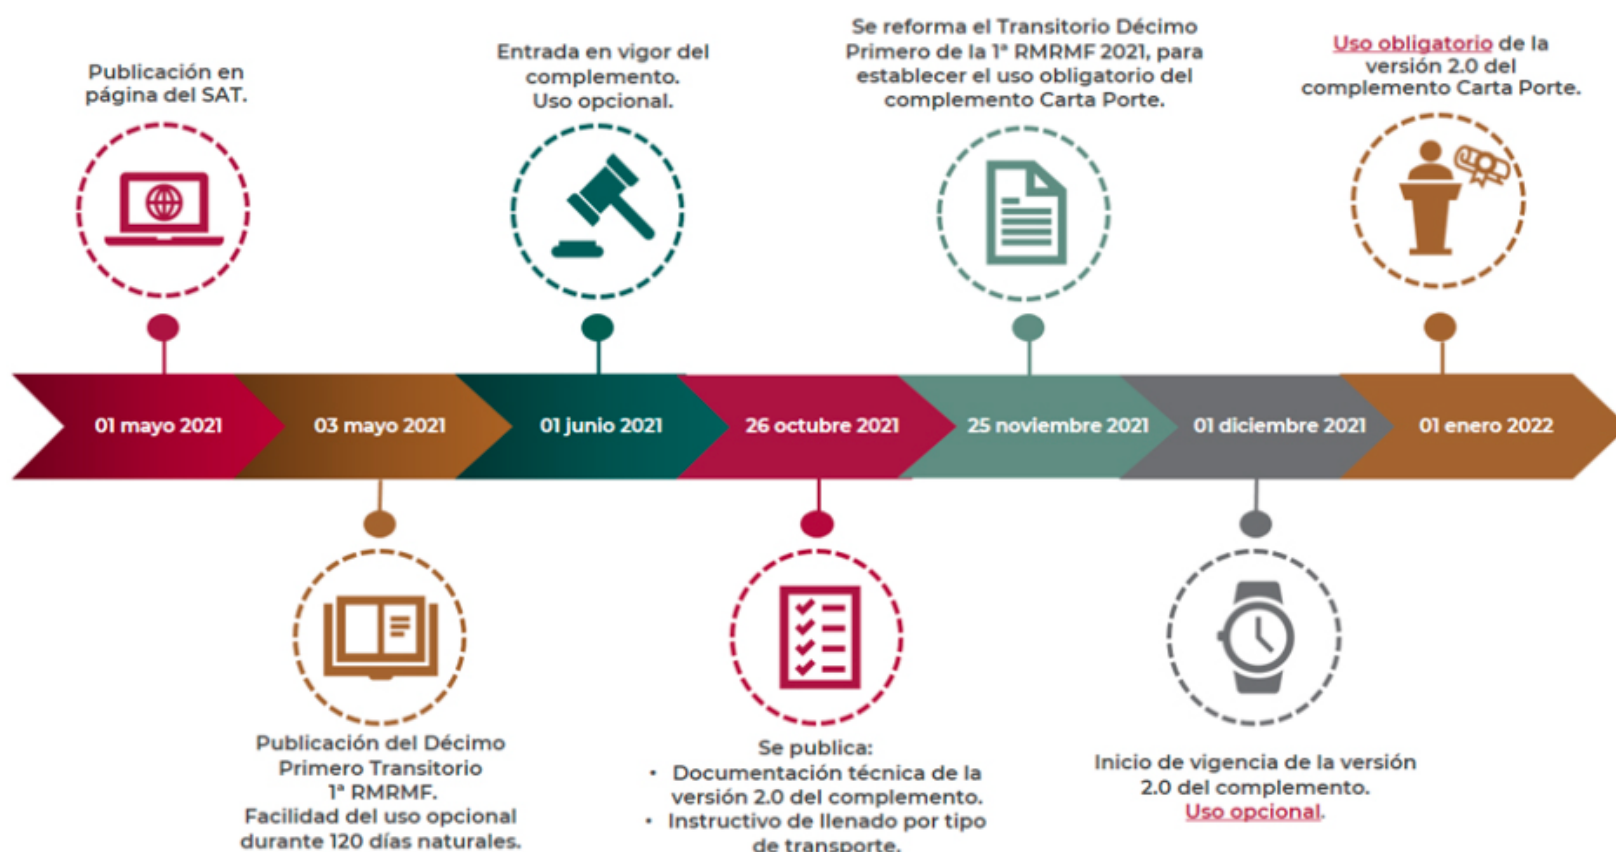 Publicación en
página del SAT.
Entrada en vigor del
complemento.
Uso opcional.
Se reforma el Transitorio Décimo
Primero de la 1ª RMRMF 2021, para
establecer el uso obligatorio del
complemento Carta Porte.
Uso obligatorio de la
versión 2.0 del
complemento Carta Porte.
01 mayo 2021
03 mayo 2021
01 junio 2021
26 octubre 2021
25 noviembre 2021
01 diciembre 2021
01 enero 2022
Publicación del Décimo
Primero Transitorio
1ª RMRMF.
Facilidad del uso opcional
durante 120 días naturales.
Se publica:
• Documentación técnica de la
versión 2.0 del complemento.
• Instructivo de llenado por tipo
de transporte.
Inicio de vigencia de la versión
2.0 del complemento.
Uso opcional.